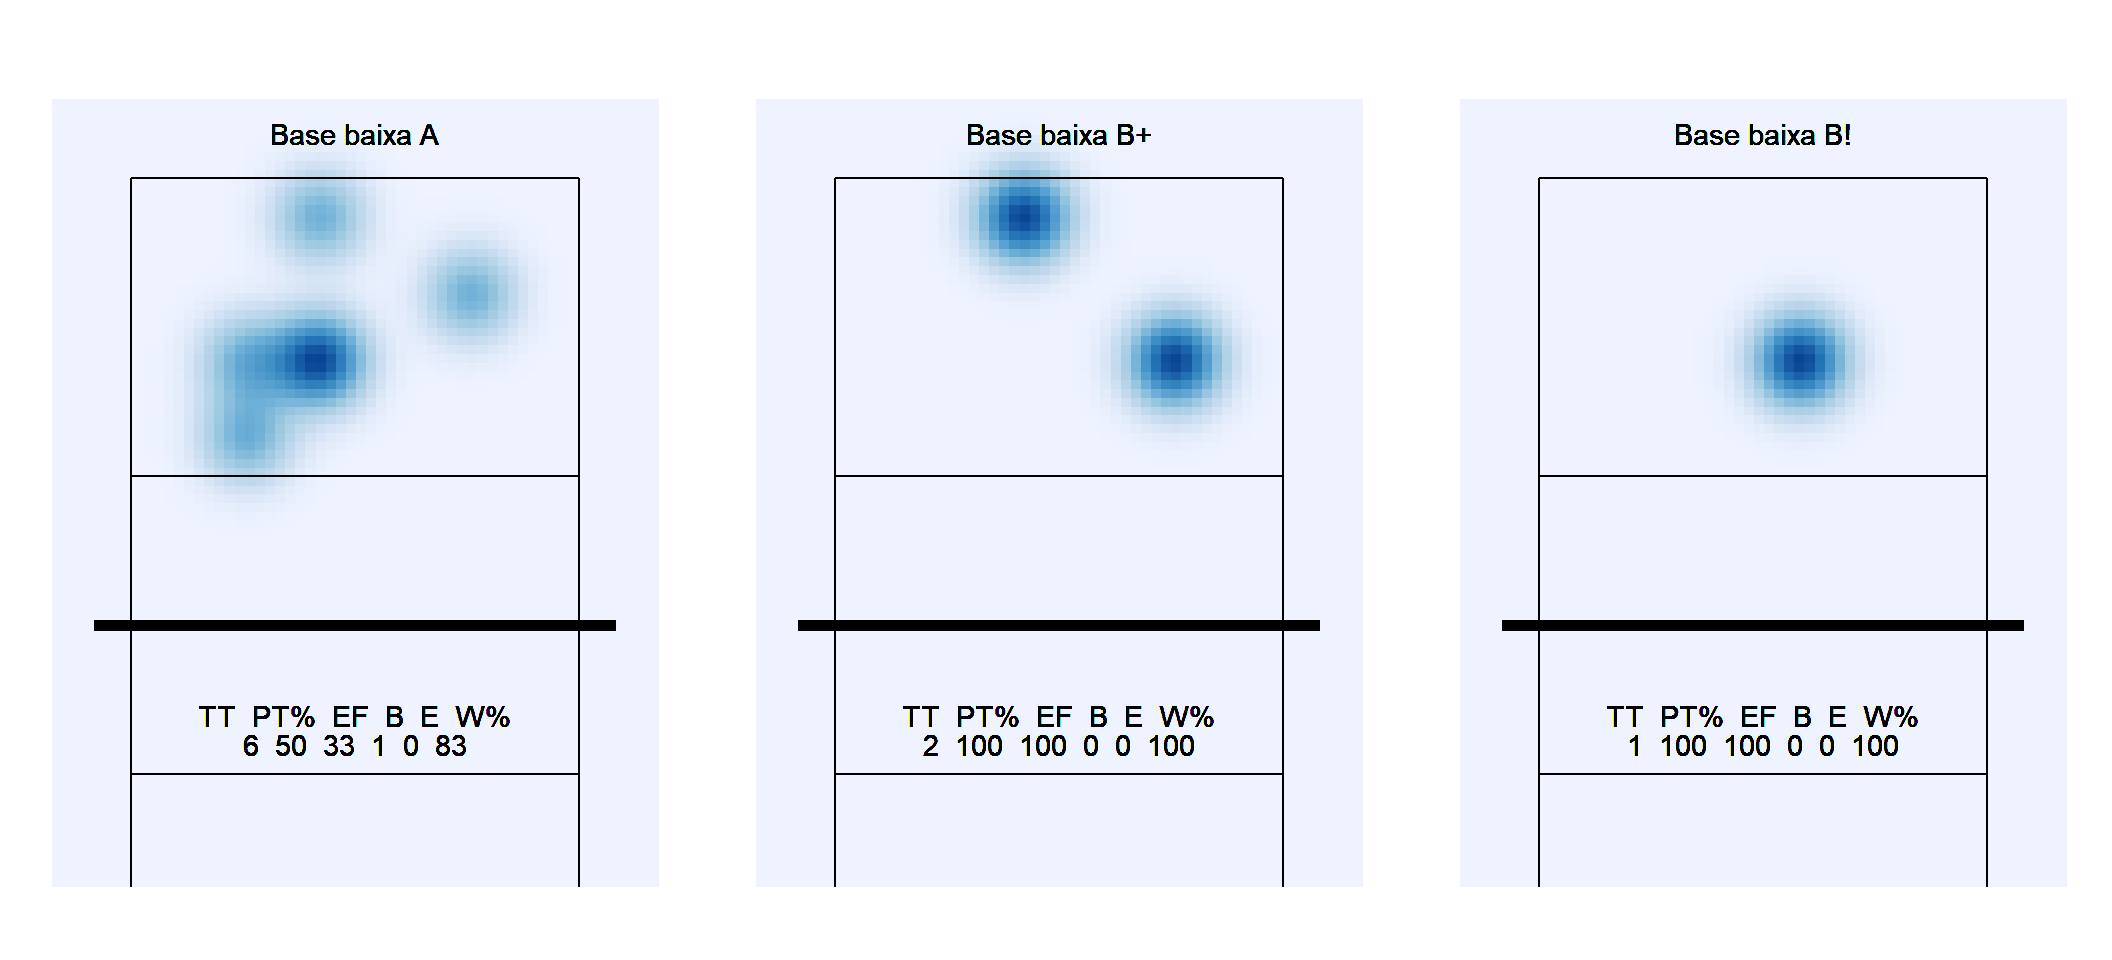 Base baixa A
TT PT% EF B E W%
6 50 33 1 0 83
Base baixa B+
TT PT% EF B E W%
2 100 100 0 0 100
Base baixa B!
TT PT% EF B E W%
1 100 100 0 0 100